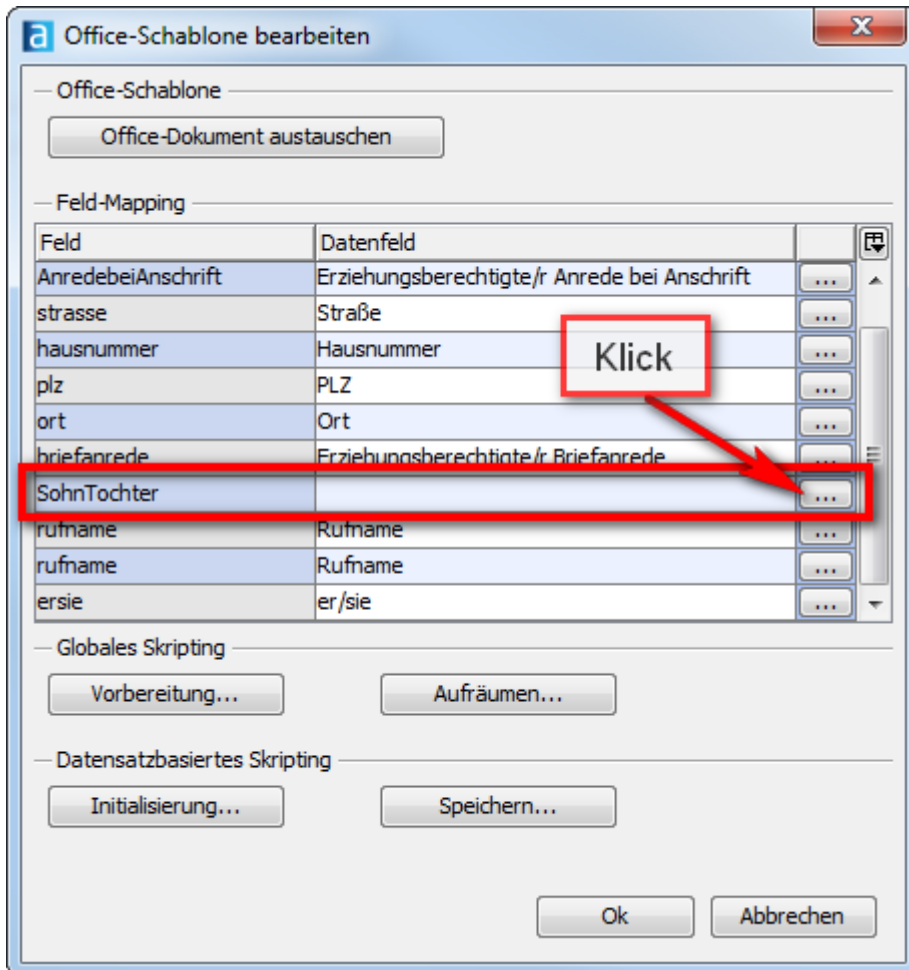 a Office-Schablone bearbeiten x
Office-Schablone
Office-Dokument austauschen
Feld-Mapping
Feld Datenfeld
AnredebeiAnschrift Erziehungsberechtigte/r Anrede bei Anschrift ...
strasse Straße ...
hausnummer Hausnummer ...
Klick
plz PLZ ...
ort Ort ...
briefanrede Erziehungsberechtigte/r Briefanrede ...
SohnTochter ...
rufname Rufname ...
rufname Rufname ...
ersie er/sie ...
Globales Skripting
Vorbereitung... Aufräumen...
Datensatzbasiertes Skripting
Initialisierung... Speichern...
Ok Abbrechen